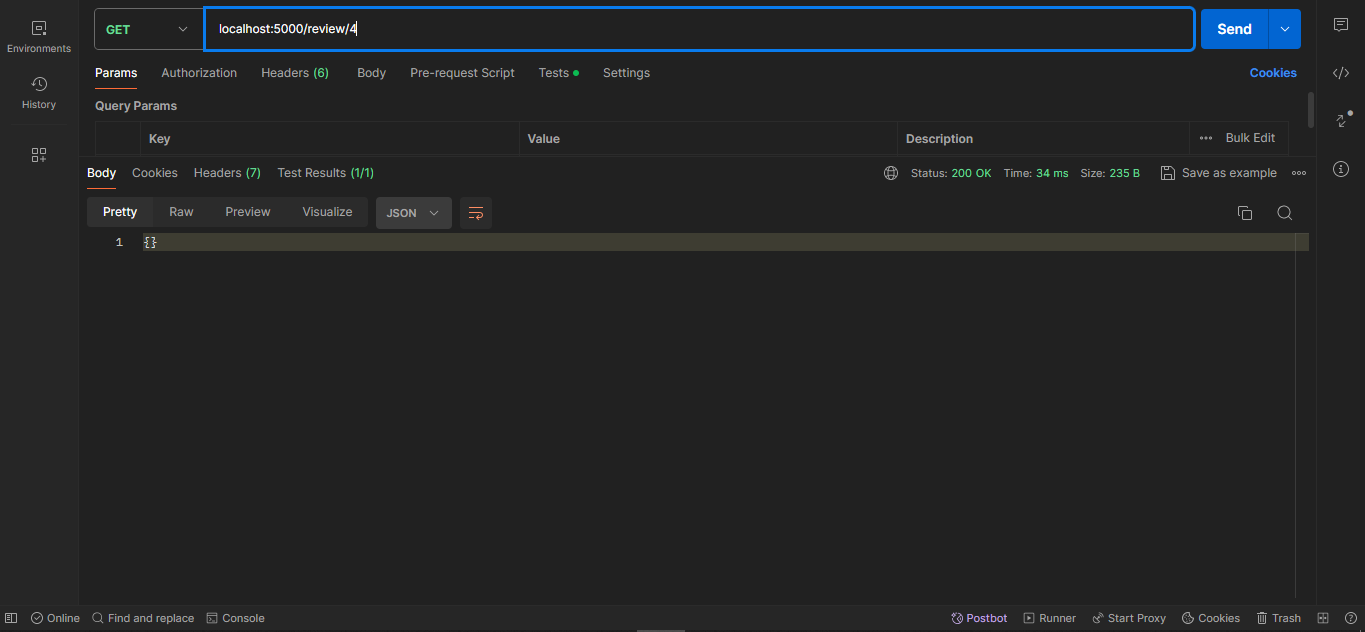 GET
localhost:5000/review/4
Send
Environments
History
Params Authorization Headers (6) Body Pre-request Script Tests Settings Cookies
Query Params
Key Value Description Bulk Edit
Body Cookies Headers (7) Test Results (1/1) Status: 200 OK Time: 34 ms Size: 235 B Save as example
Pretty Raw Preview Visualize JSON
1 {}
Online Find and replace Console Postbot Runner Start Proxy Cookies Trash